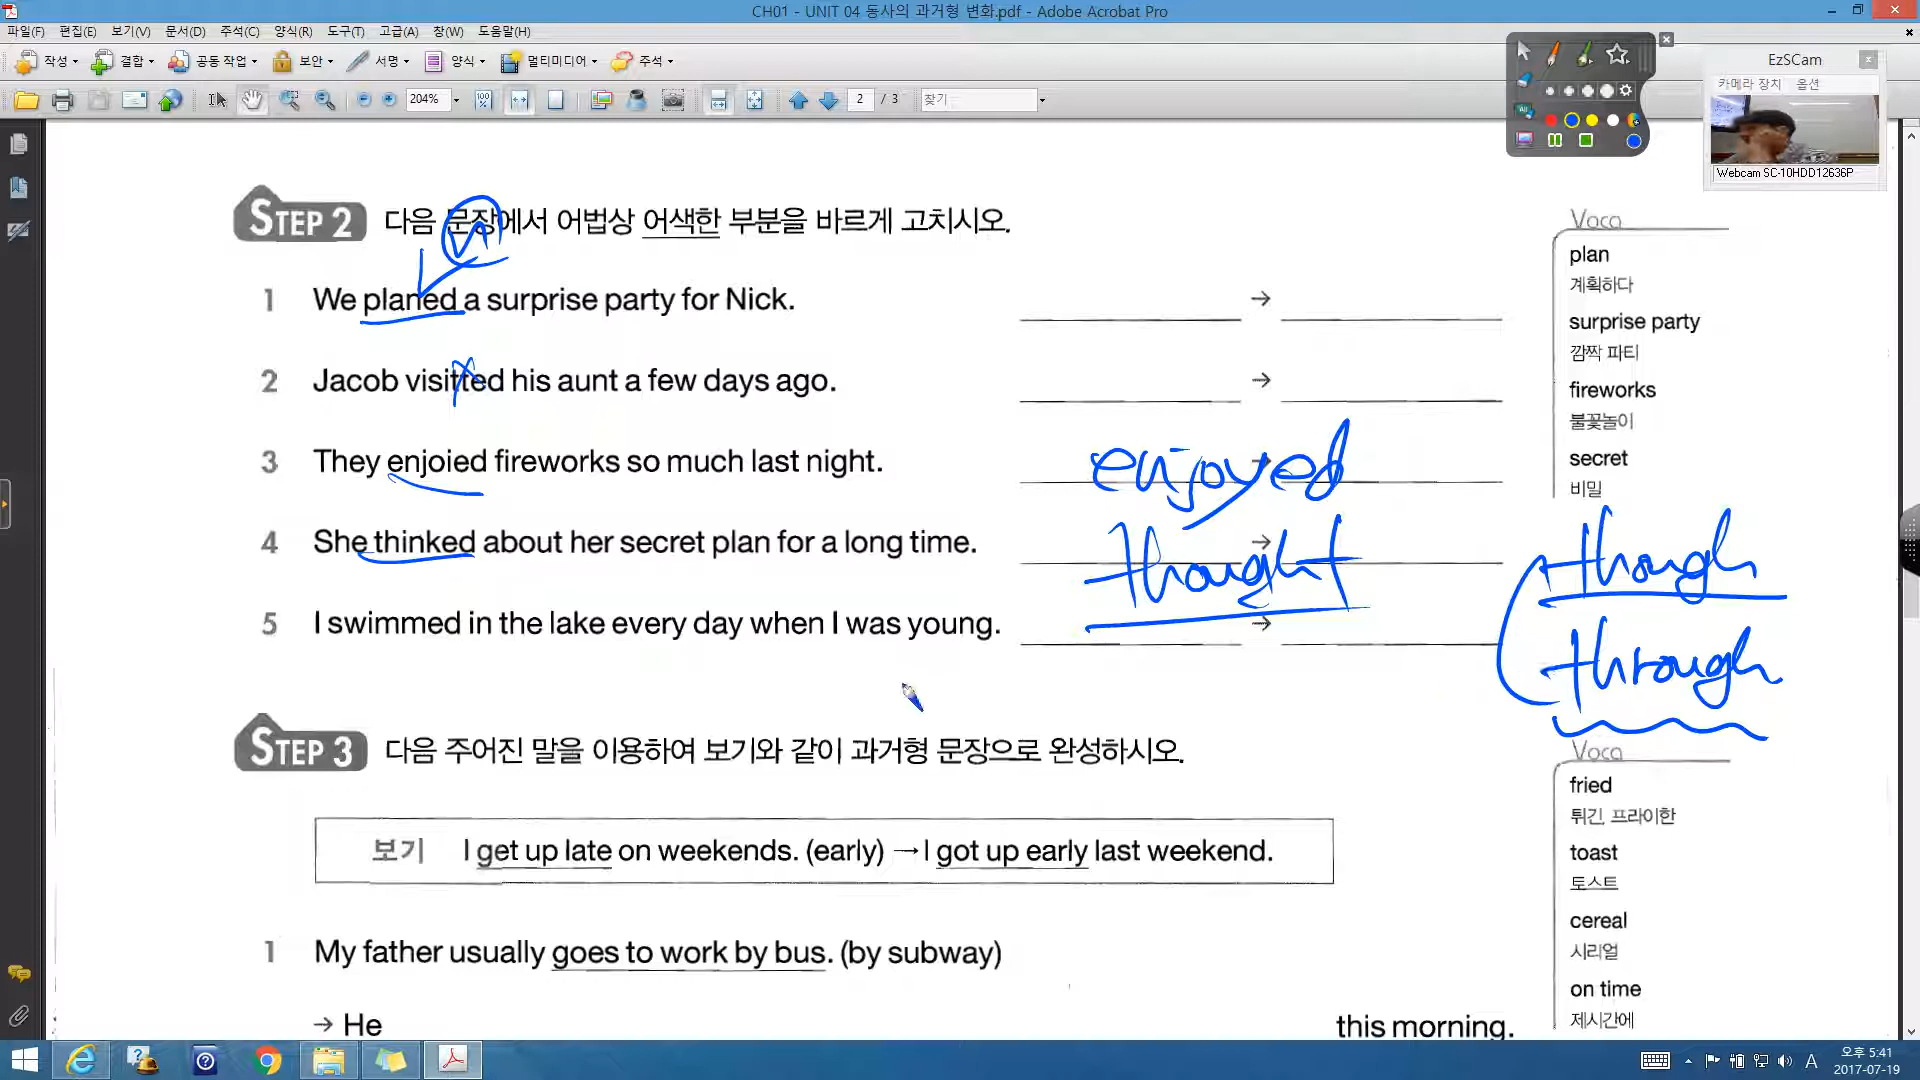 CH01 - UNIT 04 동사의 과거형 변화.pdf - Adobe Acrobat Pro
파일(F) 편집(E) 보기(V) 문서(D) 주석(C) 양식(R) 도구(T) 고급(A) 창(W) 도움말(H)
작성 결합 공동 작업 보안 서명 양식 멀티미디어 주석
204% 2 / 3 찾기
EzSCam
카메라 장치 옵션
Webcam SC-10HDD12636P
STEP 2 다음 문장에서 어법상 어색한 부분을 바르게 고치시오.
n
1 We planed a surprise party for Nick. →
2 Jacob visitted his aunt a few days ago. →
3 They enjoied fireworks so much last night. →
enjoyed
4 She thinked about her secret plan for a long time. →
thought
5 I swimmed in the lake every day when I was young. →
Voca
plan
계획하다
surprise party
깜짝 파티
fireworks
불꽃놀이
secret
비밀
though
through
STEP 3 다음 주어진 말을 이용하여 보기와 같이 과거형 문장으로 완성하시오.
보기 I get up late on weekends. (early) → I got up early last weekend.
1 My father usually goes to work by bus. (by subway)
→ He this morning.
Voca
fried
튀긴, 프라이한
toast
토스트
cereal
시리얼
on time
제시간에
A 오후 5:41
2017-07-19